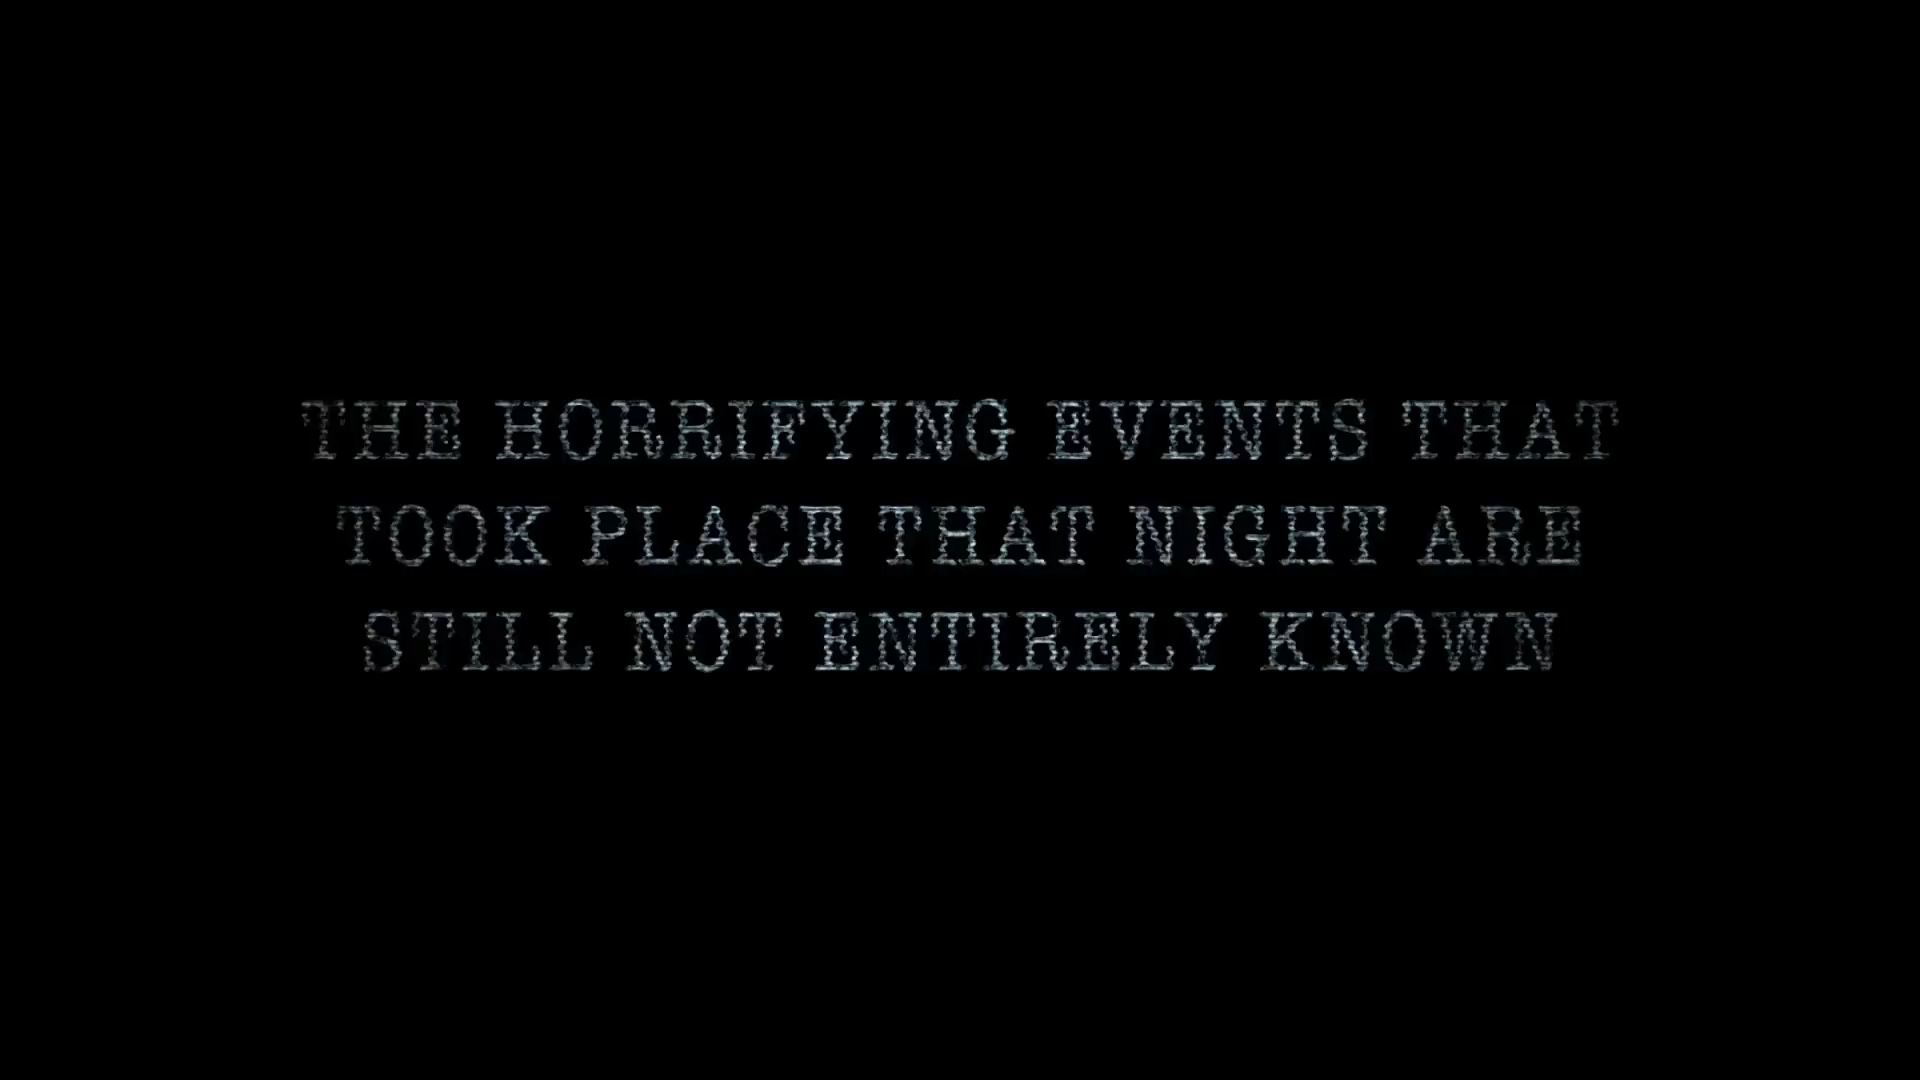 THE HORRIFYING EVENTS THAT
TOOK PLACE THAT NIGHT ARE
STILL NOT ENTIRELY KNOWN